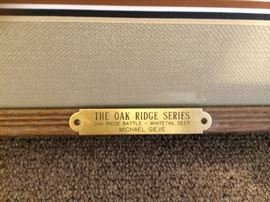 THE OAK RIDGE SERIES
OAK RIDGE BATTLE - WHITETAIL DEER
MICHAEL SIEVE